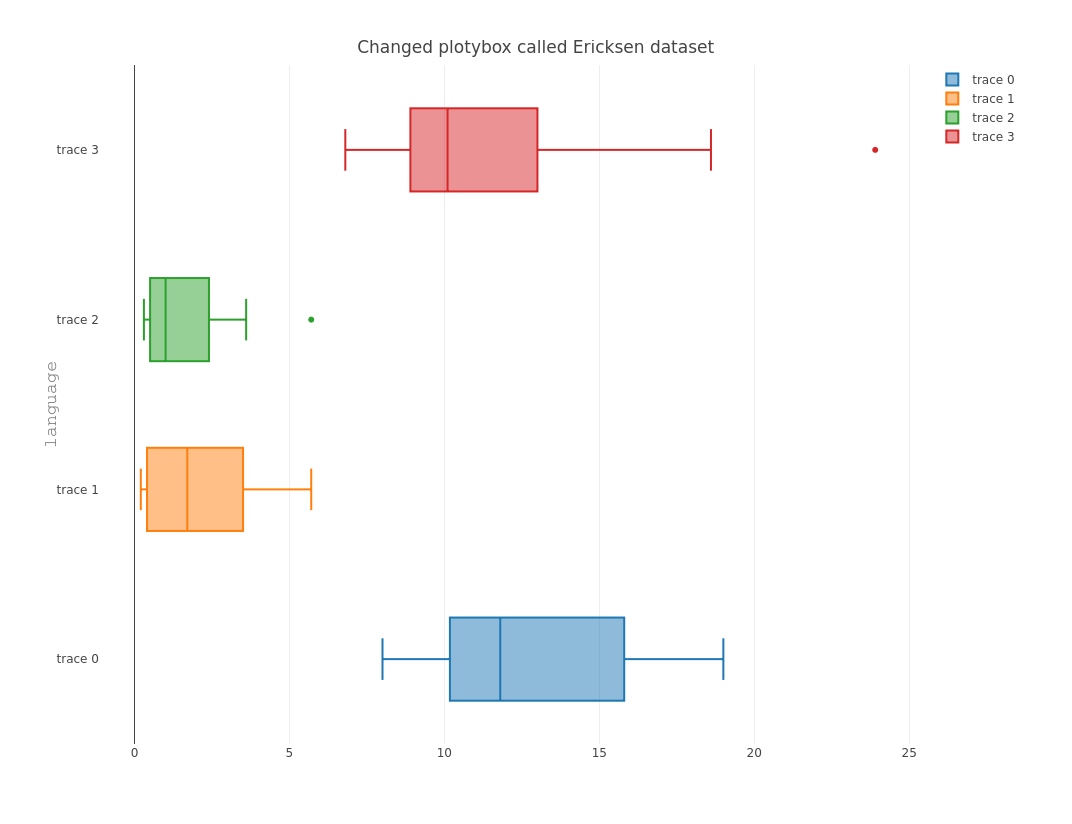 Changed plotybox called Ericksen dataset
trace 0
trace 1
trace 2
trace 3
trace 3
trace 2
trace 1
trace 0
language
0 5 10 15 20 25